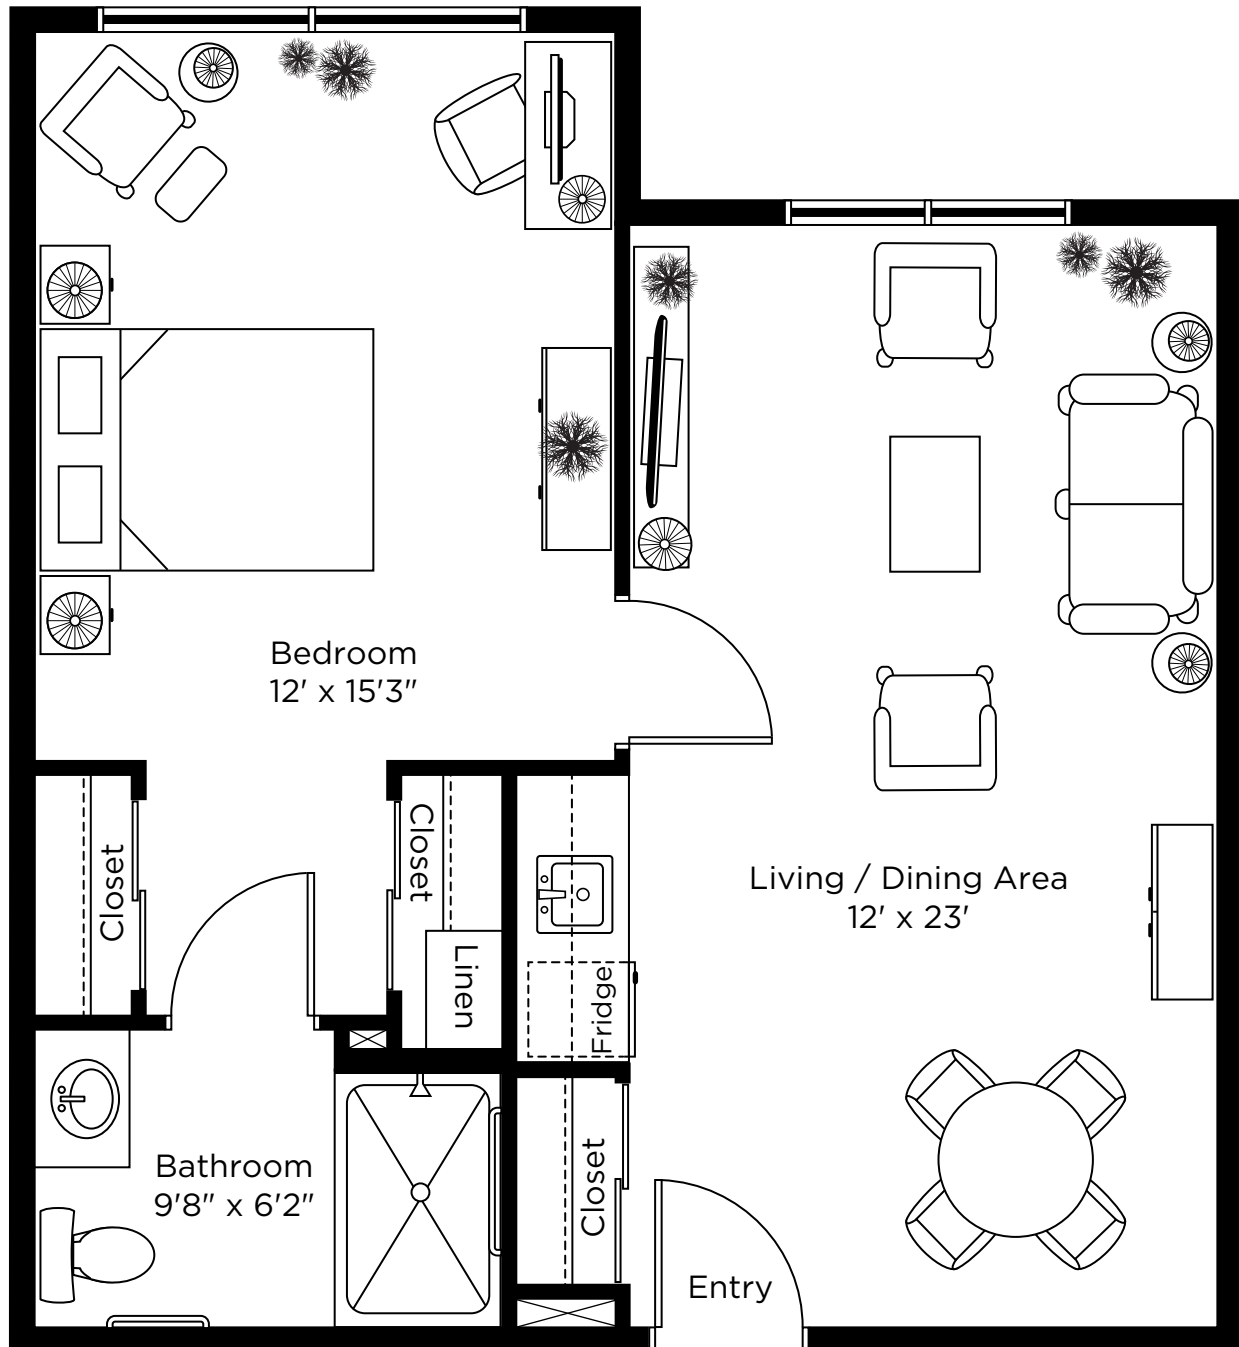 Bedroom
12' x 15'3"
Closet
Closet
Linen
Fridge
Living / Dining Area
12' x 23'
Bathroom
9'8" x 6'2"
Closet
Entry